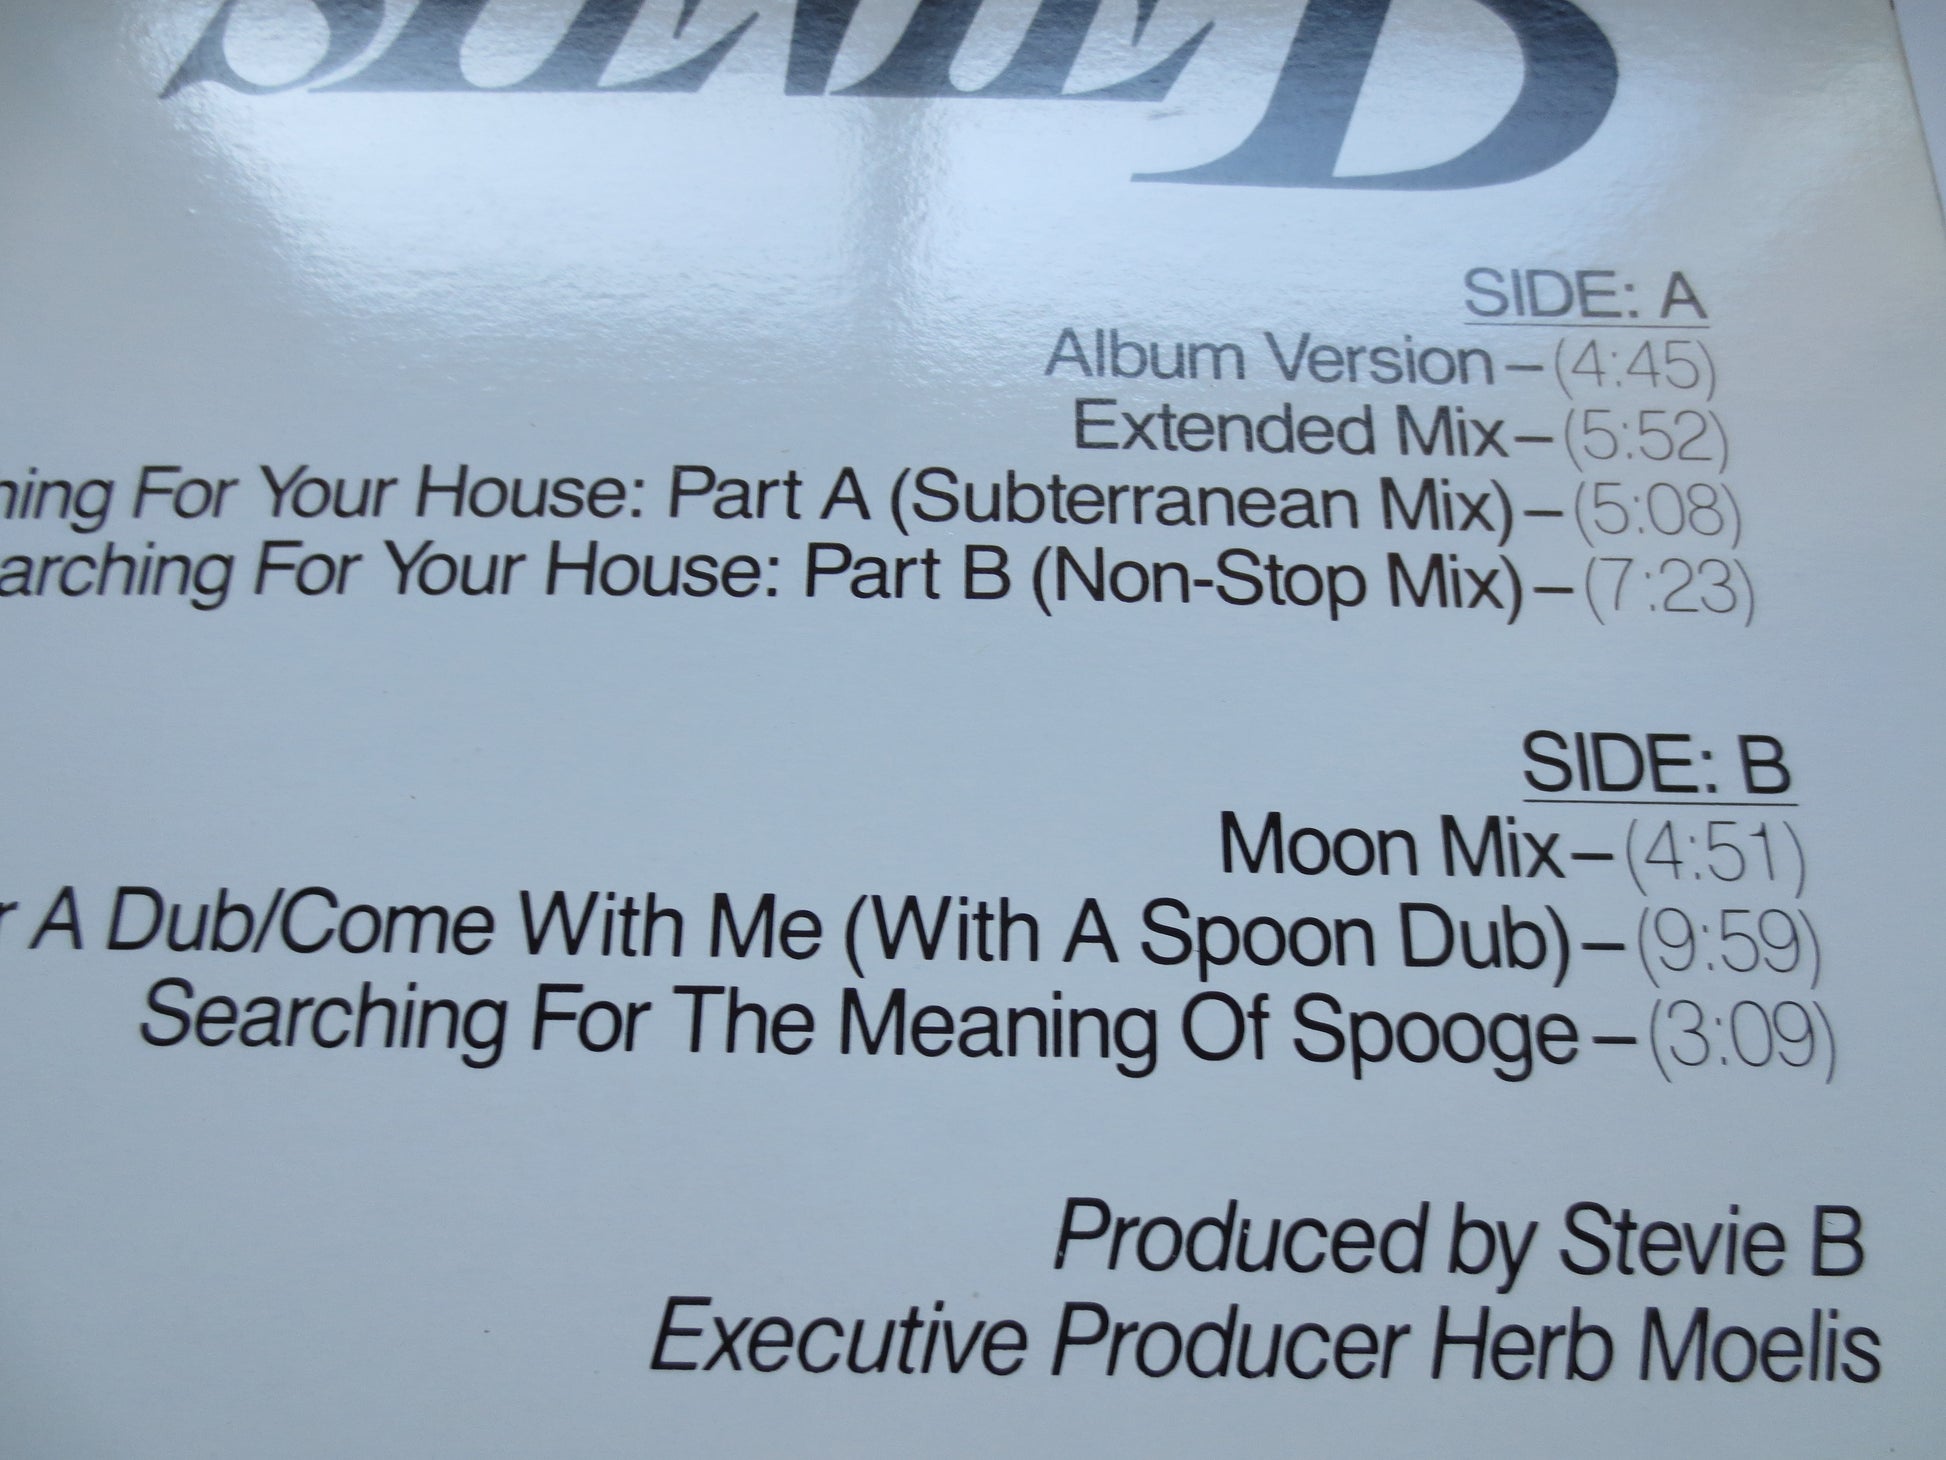 STEVIE B
SIDE: A
Album Version–(4:45)
Extended Mix–(5:52)
For Your House: Part A (Subterranean Mix)–(5:08)
For Your House: Part B (Non-Stop Mix)–(7:23)
SIDE: B
Moon Mix–(4:51)
A Dub/Come With Me (With A Spoon Dub)–(9:59)
Searching For The Meaning Of Spooge–(3:09)
Produced by Stevie B
Executive Producer Herb Moelis